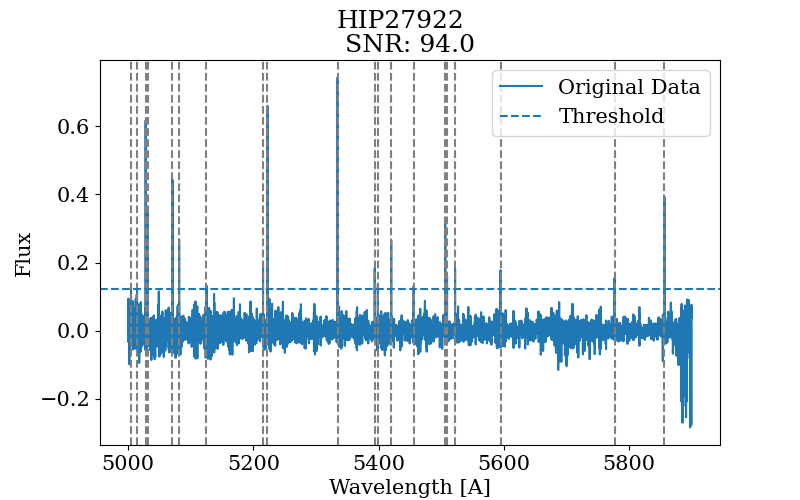 HIP27922
SNR: 94.0
Original Data
Threshold
Flux
0.6
0.4
0.2
0.0
−0.2
5000 5200 5400 5600 5800
Wavelength [A]